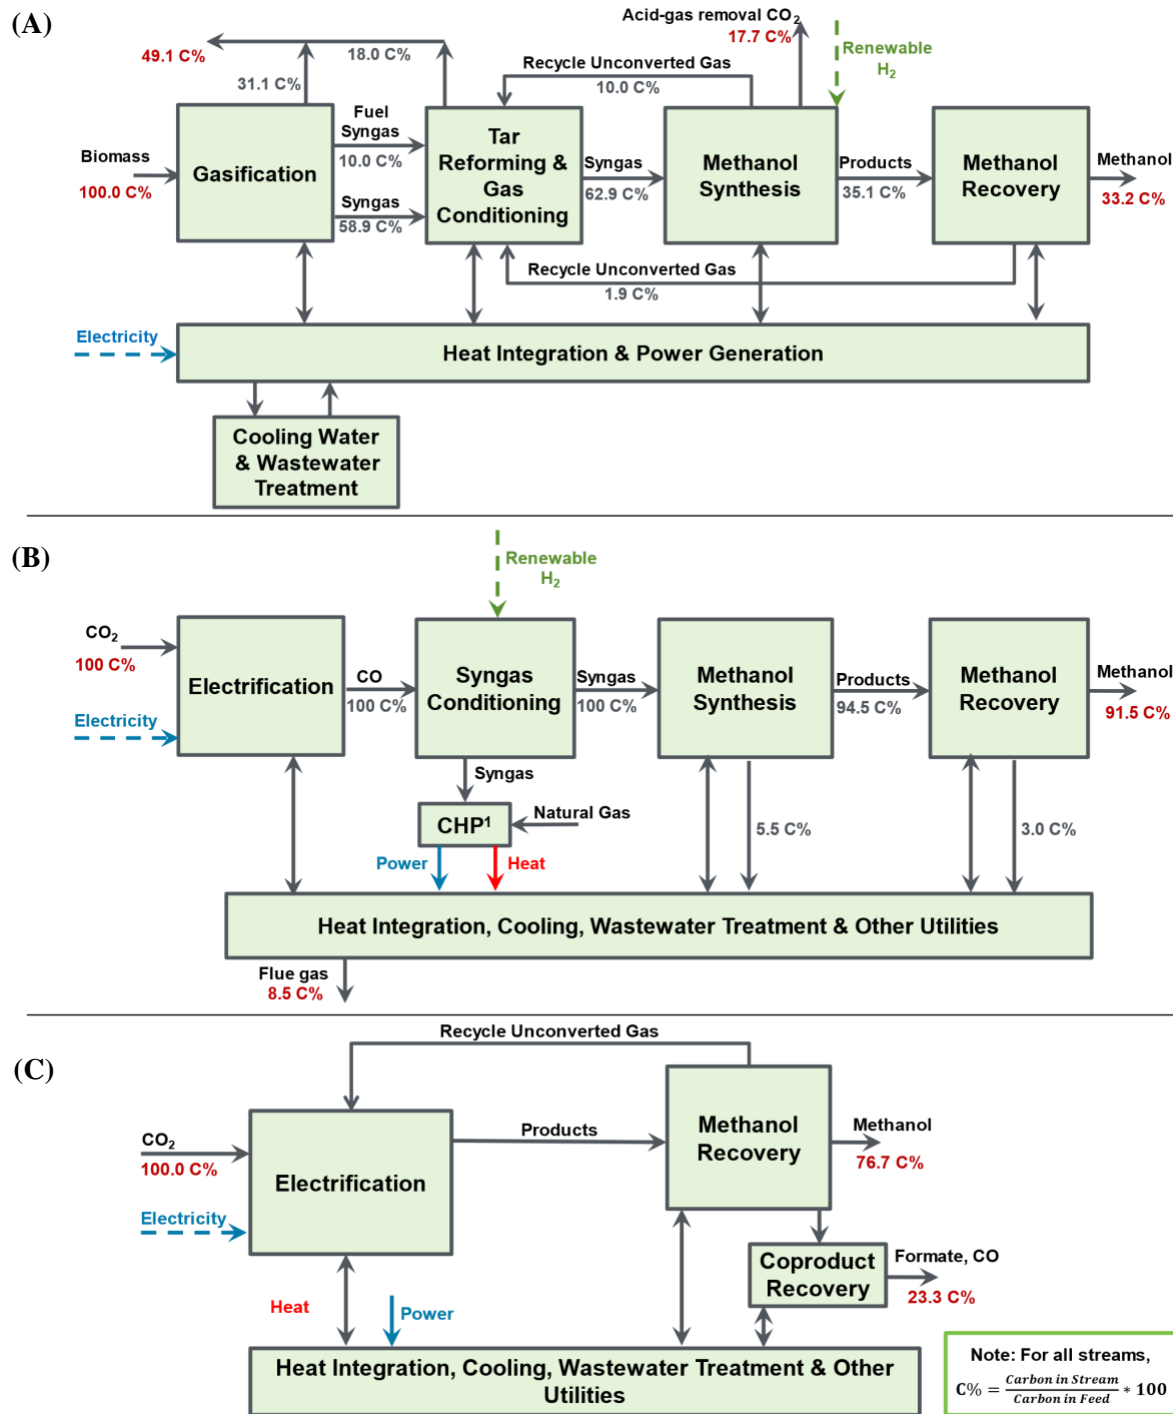 (A)
Acid-gas removal CO₂
17.7 C%
Renewable
H₂
49.1 C%
18.0 C%
31.1 C%
Recycle Unconverted Gas
10.0 C%
Biomass
100.0 C%
Gasification
Fuel
Syngas
10.0 C%
Syngas
58.9 C%
Tar
Reforming &
Gas
Conditioning
Syngas
62.9 C%
Methanol
Synthesis
Products
35.1 C%
Methanol
Recovery
Methanol
33.2 C%
Recycle Unconverted Gas
1.9 C%
Electricity
Heat Integration & Power Generation
Cooling Water
& Wastewater
Treatment
(B)
Renewable
H₂
CO₂
100 C%
Electricity
Electrification
CO
100 C%
Syngas
Conditioning
Syngas
100 C%
Methanol
Synthesis
Products
94.5 C%
Methanol
Recovery
Methanol
91.5 C%
Syngas
CHP¹
Natural Gas
Power
Heat
5.5 C%
3.0 C%
Heat Integration, Cooling, Wastewater Treatment & Other Utilities
Flue gas
8.5 C%
(C)
Recycle Unconverted Gas
CO₂
100.0 C%
Electricity
Electrification
Products
Methanol
Recovery
Methanol
76.7 C%
Coproduct
Recovery
Formate, CO
23.3 C%
Heat
Power
Heat Integration, Cooling, Wastewater Treatment & Other
Utilities
Note: For all streams,
C% = Carbon in Stream / Carbon in Feed * 100